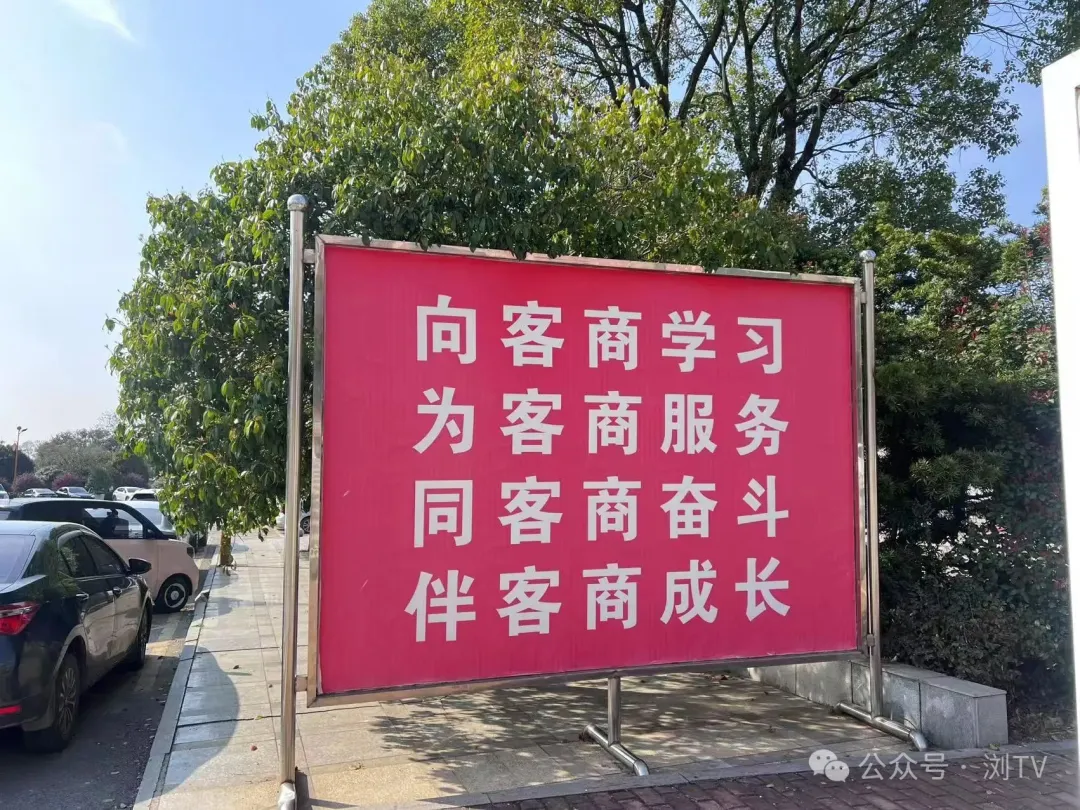 向客商学习
为客商服务
同客商奋斗
伴客商成长
公众号·浏TV